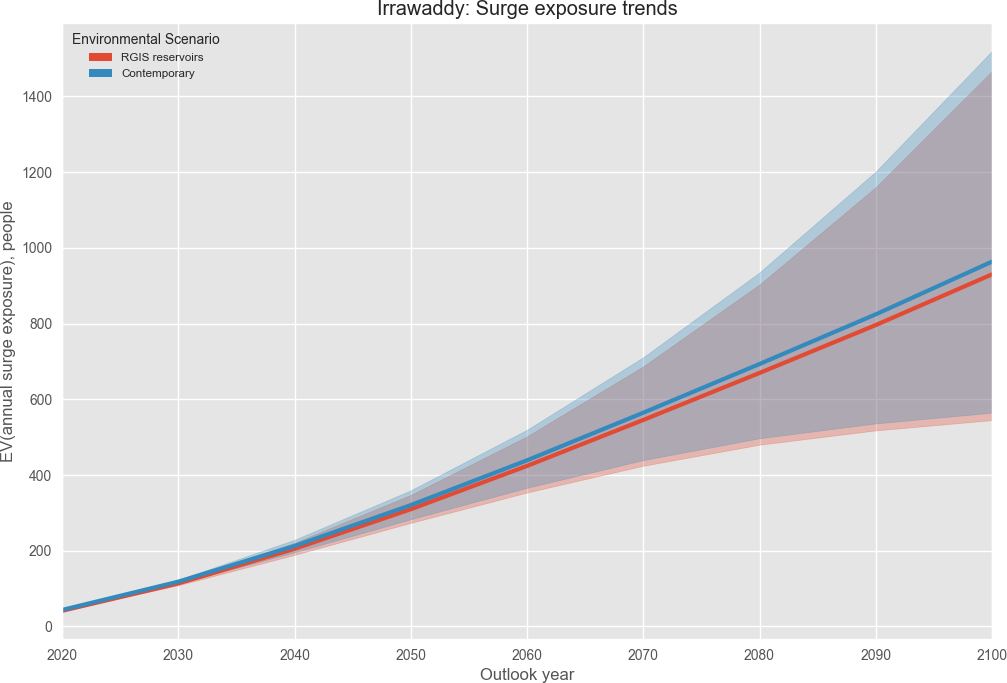 Irrawaddy: Surge exposure trends
Environmental Scenario
RGIS reservoirs
Contemporary
EV(annual surge exposure), people
1400
1200
1000
800
600
400
200
0
2020 2030 2040 2050 2060 2070 2080 2090 2100
Outlook year